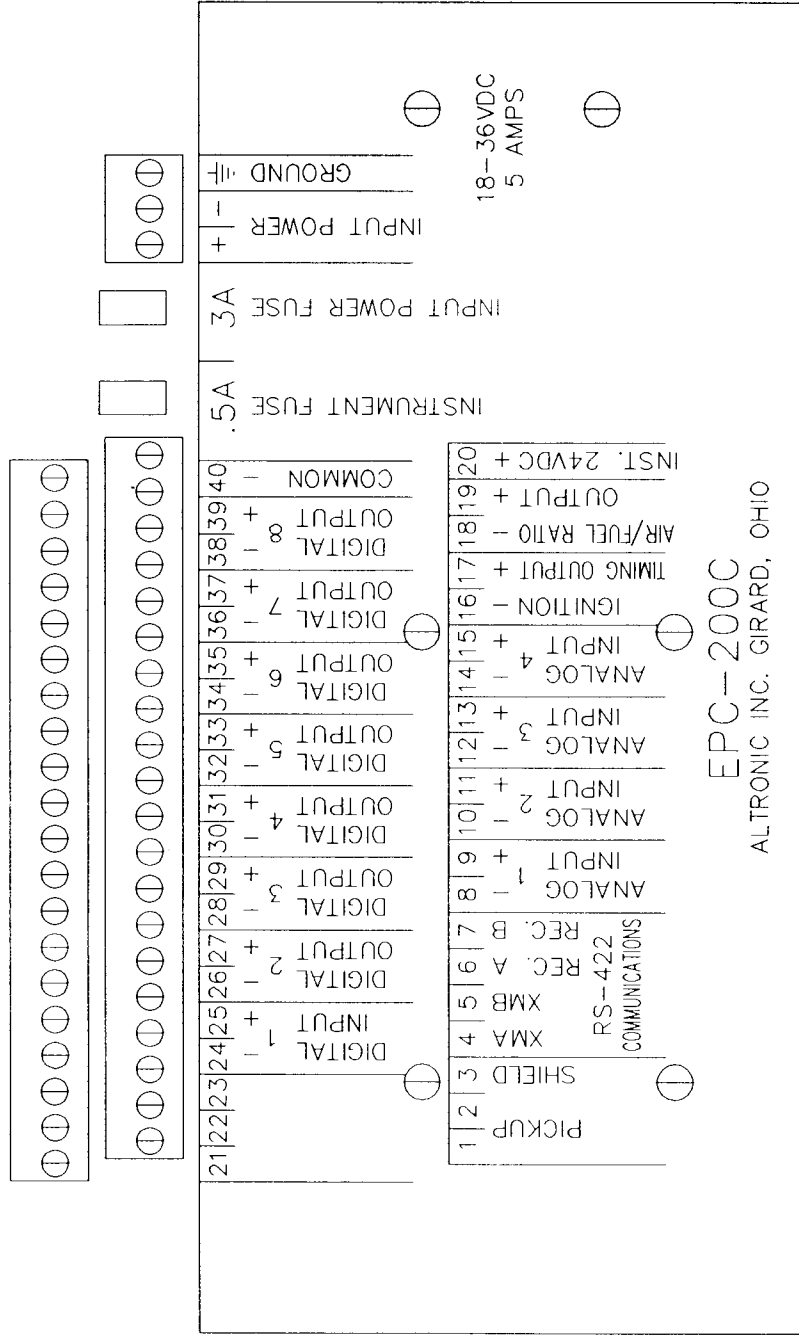 21 22 23 24 25 26 27 28 29 30 31 32 33 34 35 36 37 38 39 40
- + - + - + - + - + - + - + - + -
DIGITAL 1 INPUT
DIGITAL 2 OUTPUT
DIGITAL 3 OUTPUT
DIGITAL 4 OUTPUT
DIGITAL 5 OUTPUT
DIGITAL 6 OUTPUT
DIGITAL 7 OUTPUT
DIGITAL 8 OUTPUT
COMMON
.5A
INSTRUMENT FUSE
3A
INPUT POWER FUSE
+ -
INPUT POWER
GROUND
1 2 3 4 5 6 7 8 9 10 11 12 13 14 15 16 17 18 19 20
PICKUP
SHIELD
XMA
XMB
REC. A
REC. B
RS-422
COMMUNICATIONS
ANALOG - 1 + INPUT
ANALOG - 2 + INPUT
ANALOG - 3 + INPUT
ANALOG - 4 + INPUT
IGNITION -
TIMING OUTPUT +
AIR/FUEL RATIO -
OUTPUT +
INST. 24VDC +
18-36VDC
5 AMPS
EPC-200C
ALTRONIC INC. GIRARD, OHIO